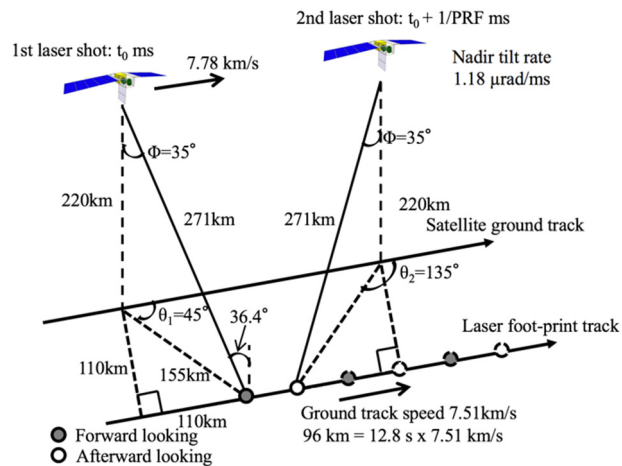 2nd laser shot: t0 + 1/PRF ms
1st laser shot: t0 ms
7.78 km/s
Nadir tilt rate
1.18 μrad/ms
Φ=35°
Φ=35°
220km
271km
271km
220km
Satellite ground track
θ1=45°
36.4°
θ2=135°
110km
155km
Laser foot-print track
110km
Ground track speed 7.51km/s
96 km = 12.8 s x 7.51 km/s
Forward looking
Afterward looking